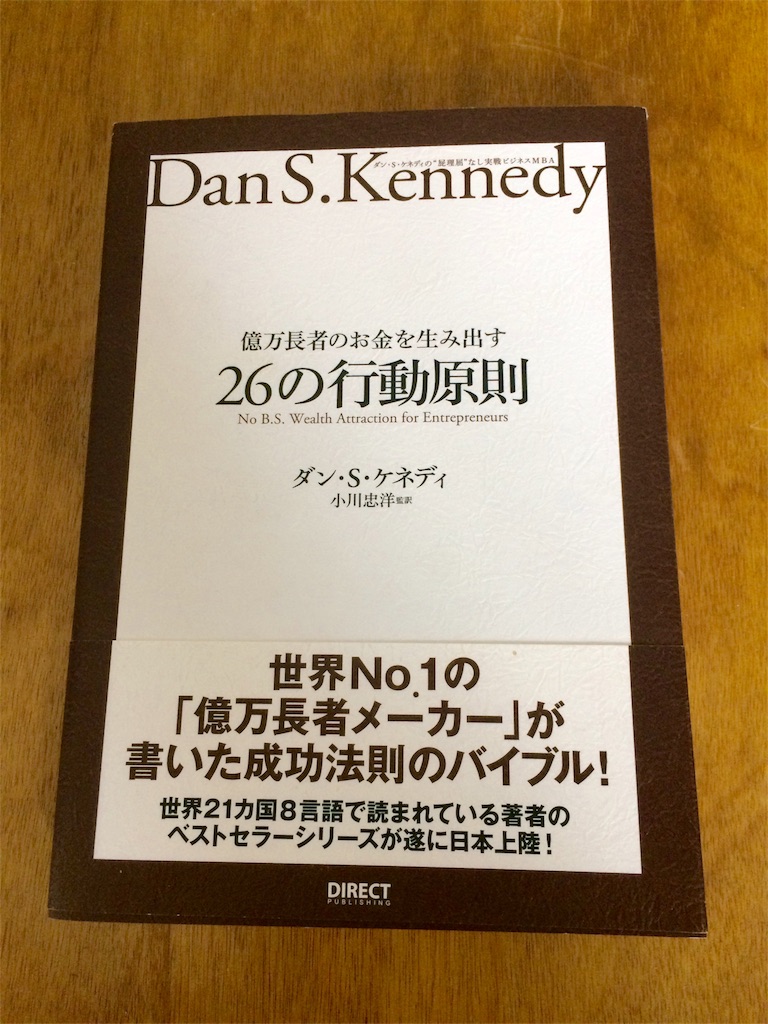 ダン・S・ケネディの“屁理屈”なし実戦ビジネスMBA
Dan S. Kennedy
億万長者のお金を生み出す
26の行動原則
No B.S. Wealth Attraction for Entrepreneurs
ダン・S・ケネディ
小川忠洋 監訳
世界No.1の
「億万長者メーカー」が
書いた成功法則のバイブル!
世界21カ国8言語で読まれている著者の
ベストセラーシリーズが遂に日本上陸!
DIRECT
PUBLISHING